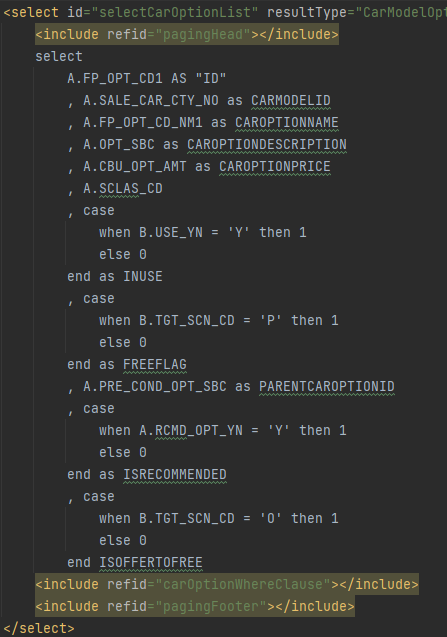 <select id="selectCarOptionList" resultType="CarModelOpt
<include refid="pagingHead"></include>
select
A.FP_OPT_CD1 AS "ID"
, A.SALE_CAR_CTY_NO as CARMODELID
, A.FP_OPT_CD_NM1 as CAROPTIONNAME
, A.OPT_SBC as CAROPTIONDESCRIPTION
, A.CBU_OPT_AMT as CAROPTIONPRICE
, A.SCLAS_CD
, case
when B.USE_YN = 'Y' then 1
else 0
end as INUSE
, case
when B.TGT_SCN_CD = 'P' then 1
else 0
end as FREEFLAG
, A.PRE_COND_OPT_SBC as PARENTCAROPTIONID
, case
when A.RCMD_OPT_YN = 'Y' then 1
else 0
end as ISRECOMMENDED
, case
when B.TGT_SCN_CD = 'O' then 1
else 0
end ISOFFERTOFREE
<include refid="carOptionWhereClause"></include>
<include refid="pagingFooter"></include>
</select>